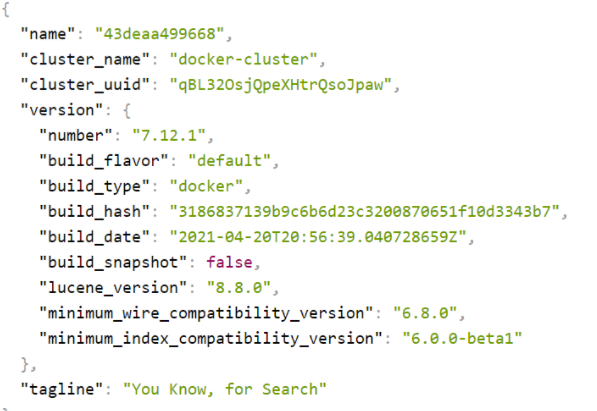 {
"name": "43deaa499668",
"cluster_name": "docker-cluster",
"cluster_uuid": "qBL32OsjQpeXHtrQsoJpaw",
"version": {
"number": "7.12.1",
"build_flavor": "default",
"build_type": "docker",
"build_hash": "3186837139b9c6b6d23c3200870651f10d3343b7",
"build_date": "2021-04-20T20:56:39.040728659Z",
"build_snapshot": false,
"lucene_version": "8.8.0",
"minimum_wire_compatibility_version": "6.8.0",
"minimum_index_compatibility_version": "6.0.0-beta1"
},
"tagline": "You Know, for Search"
}